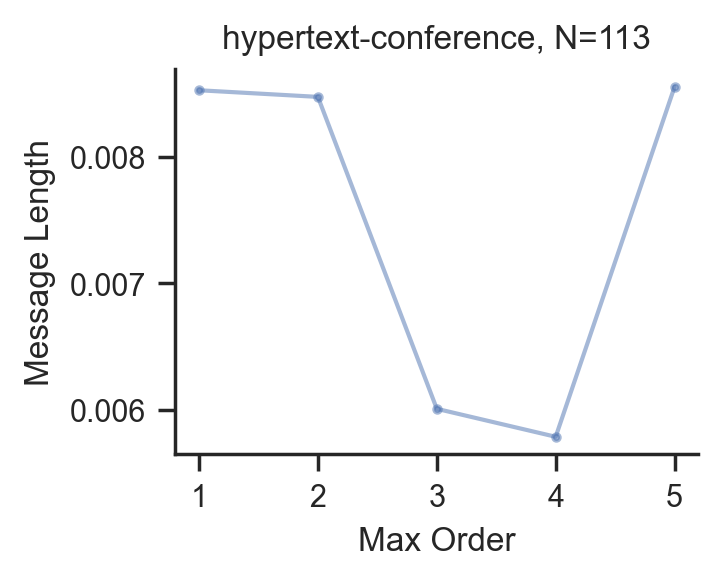 hypertext-conference, N=113
Message Length
0.008
0.007
0.006
1 2 3 4 5
Max Order